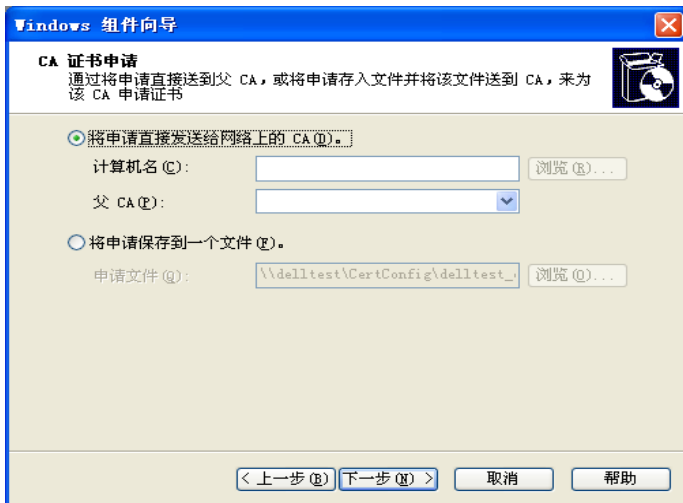 Windows 组件向导
CA 证书申请
通过将申请直接送到父 CA，或将申请存入文件并将该文件送到 CA，来为
该 CA 申请证书
将申请直接发送给网络上的 CA(D)。
计算机名(C):
浏览(R)...
父 CA(P):
将申请保存到一个文件(F)。
申请文件(Q):
\\delltest\CertConfig\delltest_
浏览(O)...
< 上一步(B) 下一步(N) > 取消 帮助